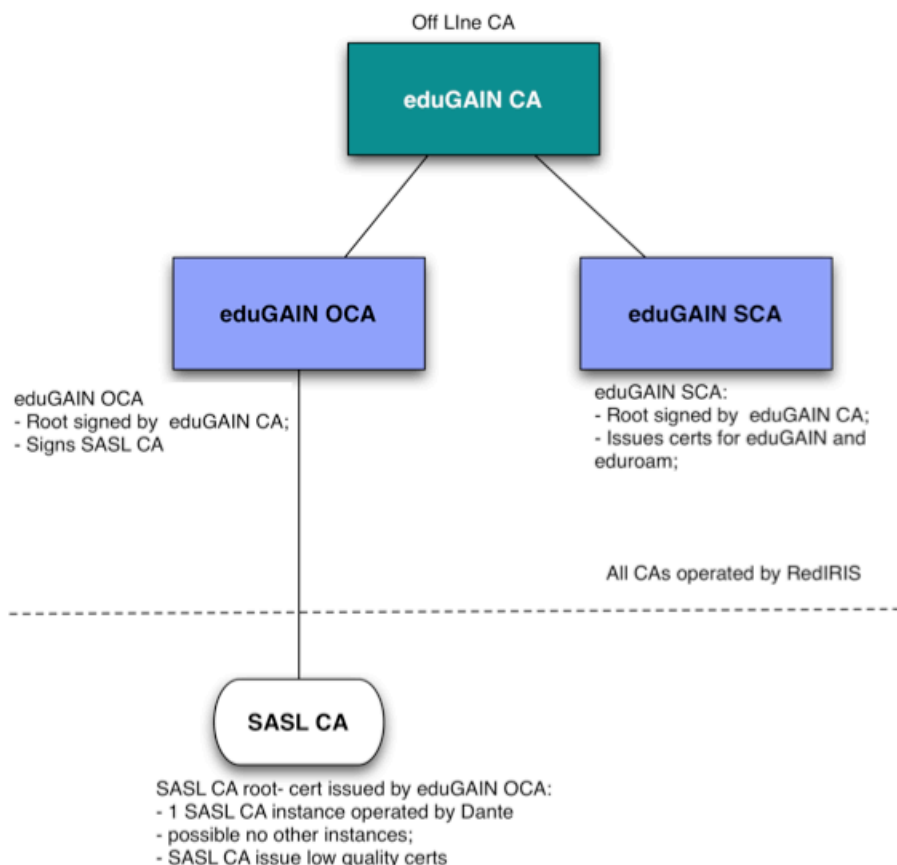 Off LIne CA
eduGAIN CA
eduGAIN OCA
eduGAIN SCA
eduGAIN OCA
- Root signed by  eduGAIN CA;
- Signs SASL CA
eduGAIN SCA:
- Root signed by  eduGAIN CA;
- Issues certs for eduGAIN and
eduroam;
All CAs operated by RedIRIS
SASL CA
SASL CA root- cert issued by eduGAIN OCA:
- 1 SASL CA instance operated by Dante
- possible no other instances;
- SASL CA issue low quality certs